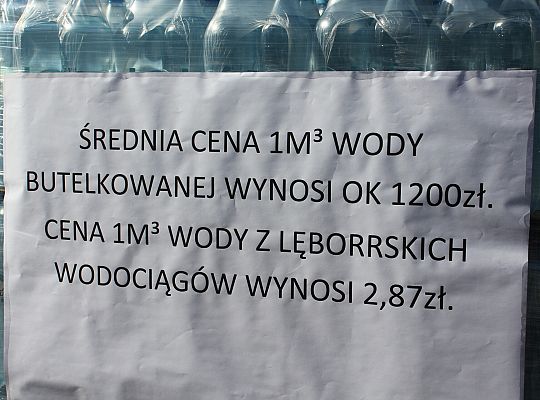 ŚREDNIA CENA 1M³ WODY
BUTELKOWANEJ WYNOSI OK 1200zł.
CENA 1M³ WODY Z LĘBORRSKICH
WODOCIĄGÓW WYNOSI 2,87zł.